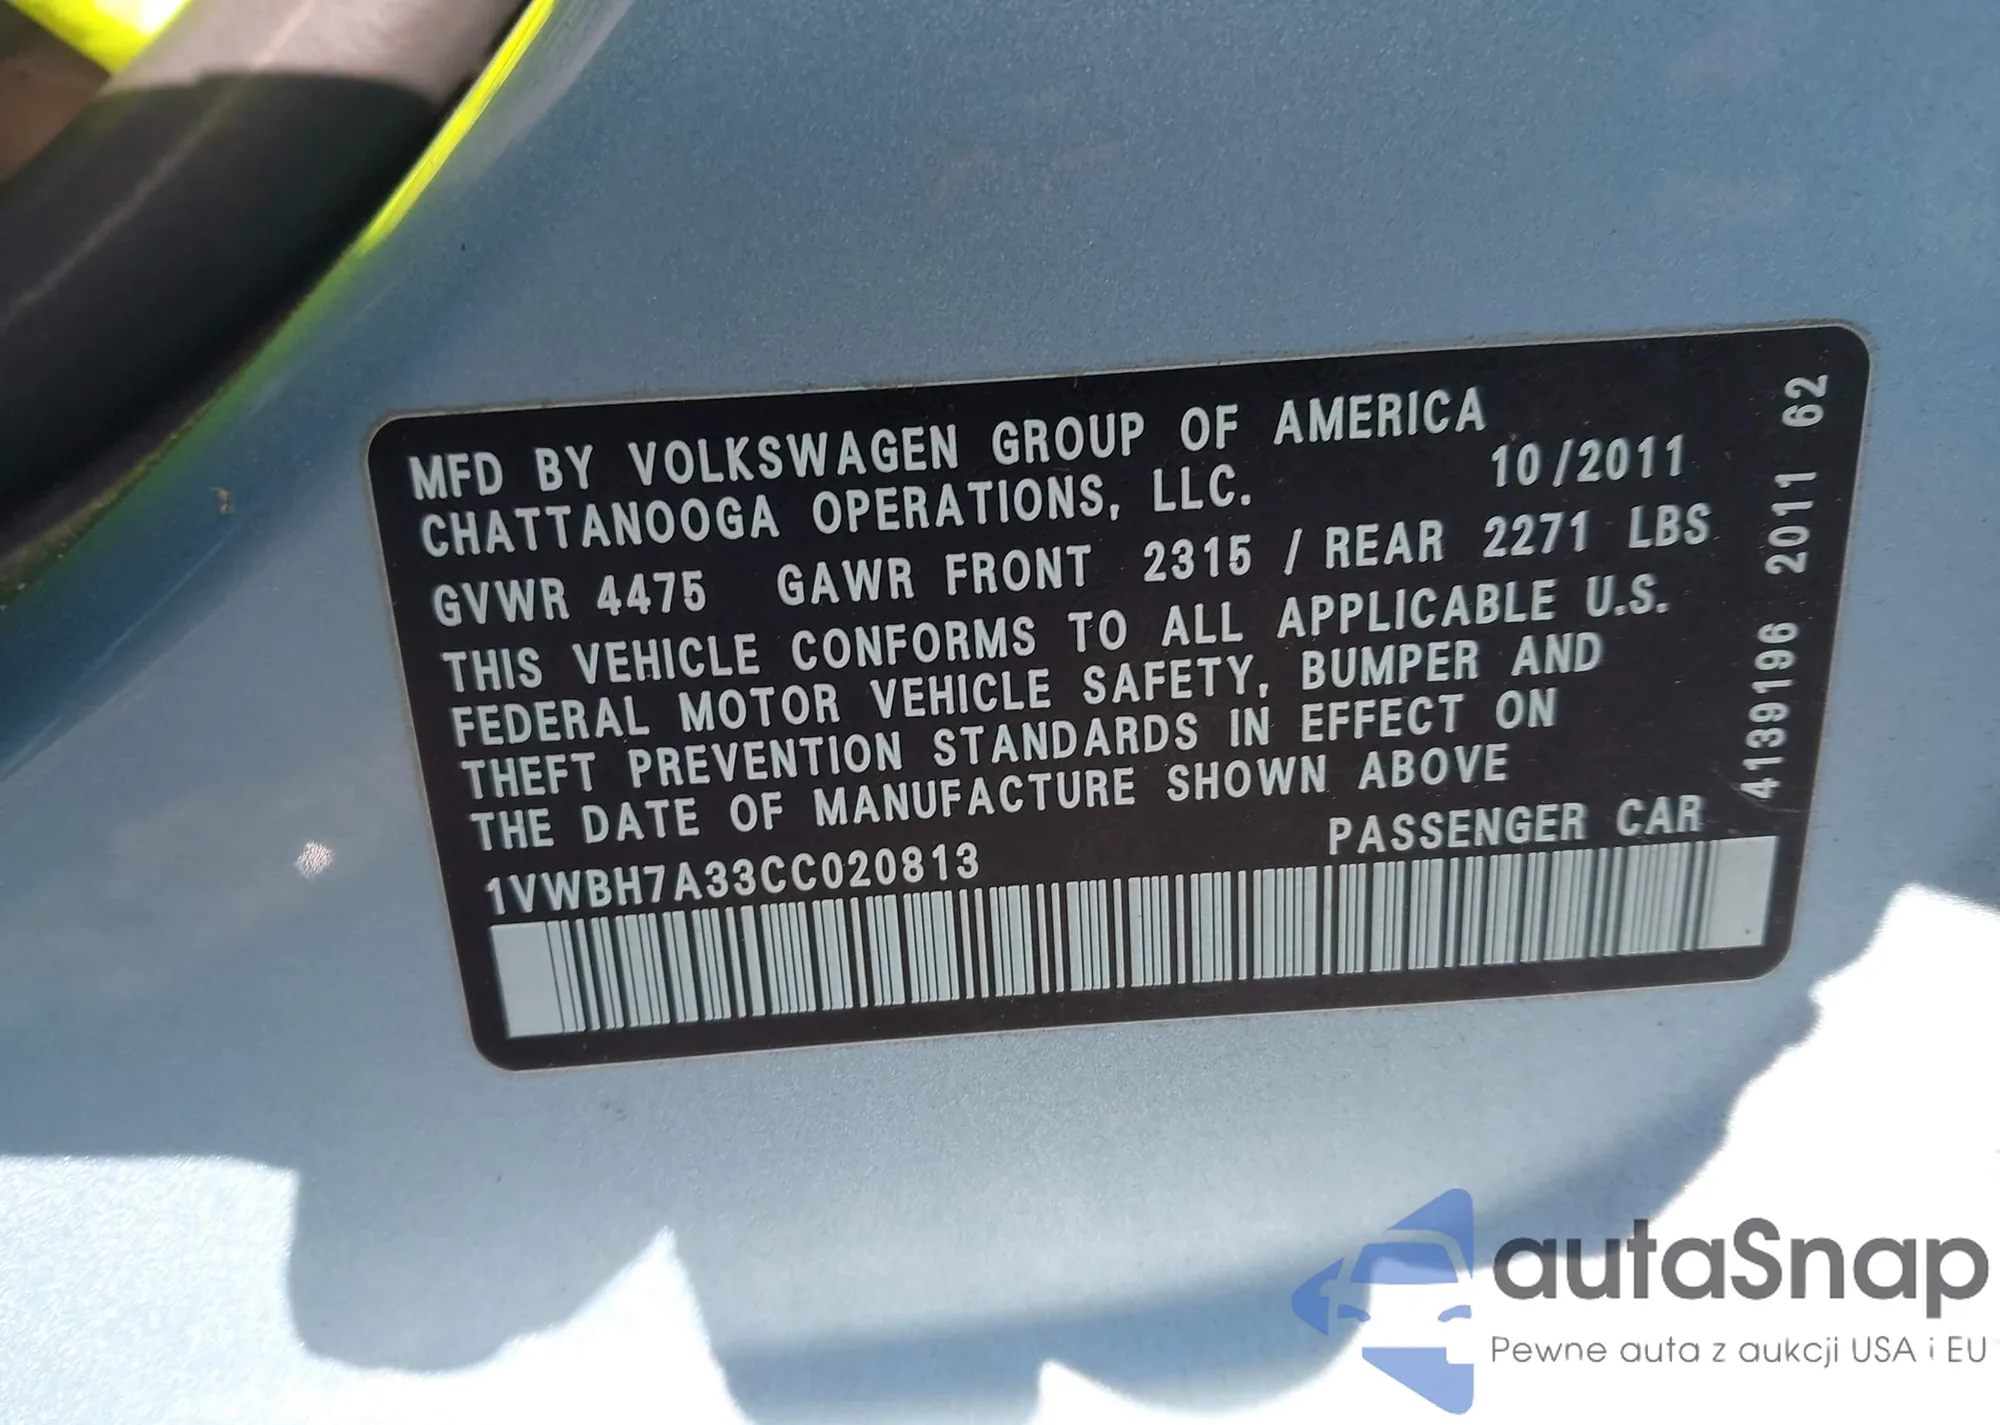 MFD BY VOLKSWAGEN GROUP OF AMERICA
CHATTANOOGA OPERATIONS, LLC.
10/2011
GVWR 4475 GAWR FRONT 2315 / REAR 2271 LBS
THIS VEHICLE CONFORMS TO ALL APPLICABLE U.S.
FEDERAL MOTOR VEHICLE SAFETY, BUMPER AND
THEFT PREVENTION STANDARDS IN EFFECT ON
THE DATE OF MANUFACTURE SHOWN ABOVE
1VWBH7A33CC020813
PASSENGER CAR
4139196 2011 62
autaSnap
Pewne auta z aukcji USA i EU